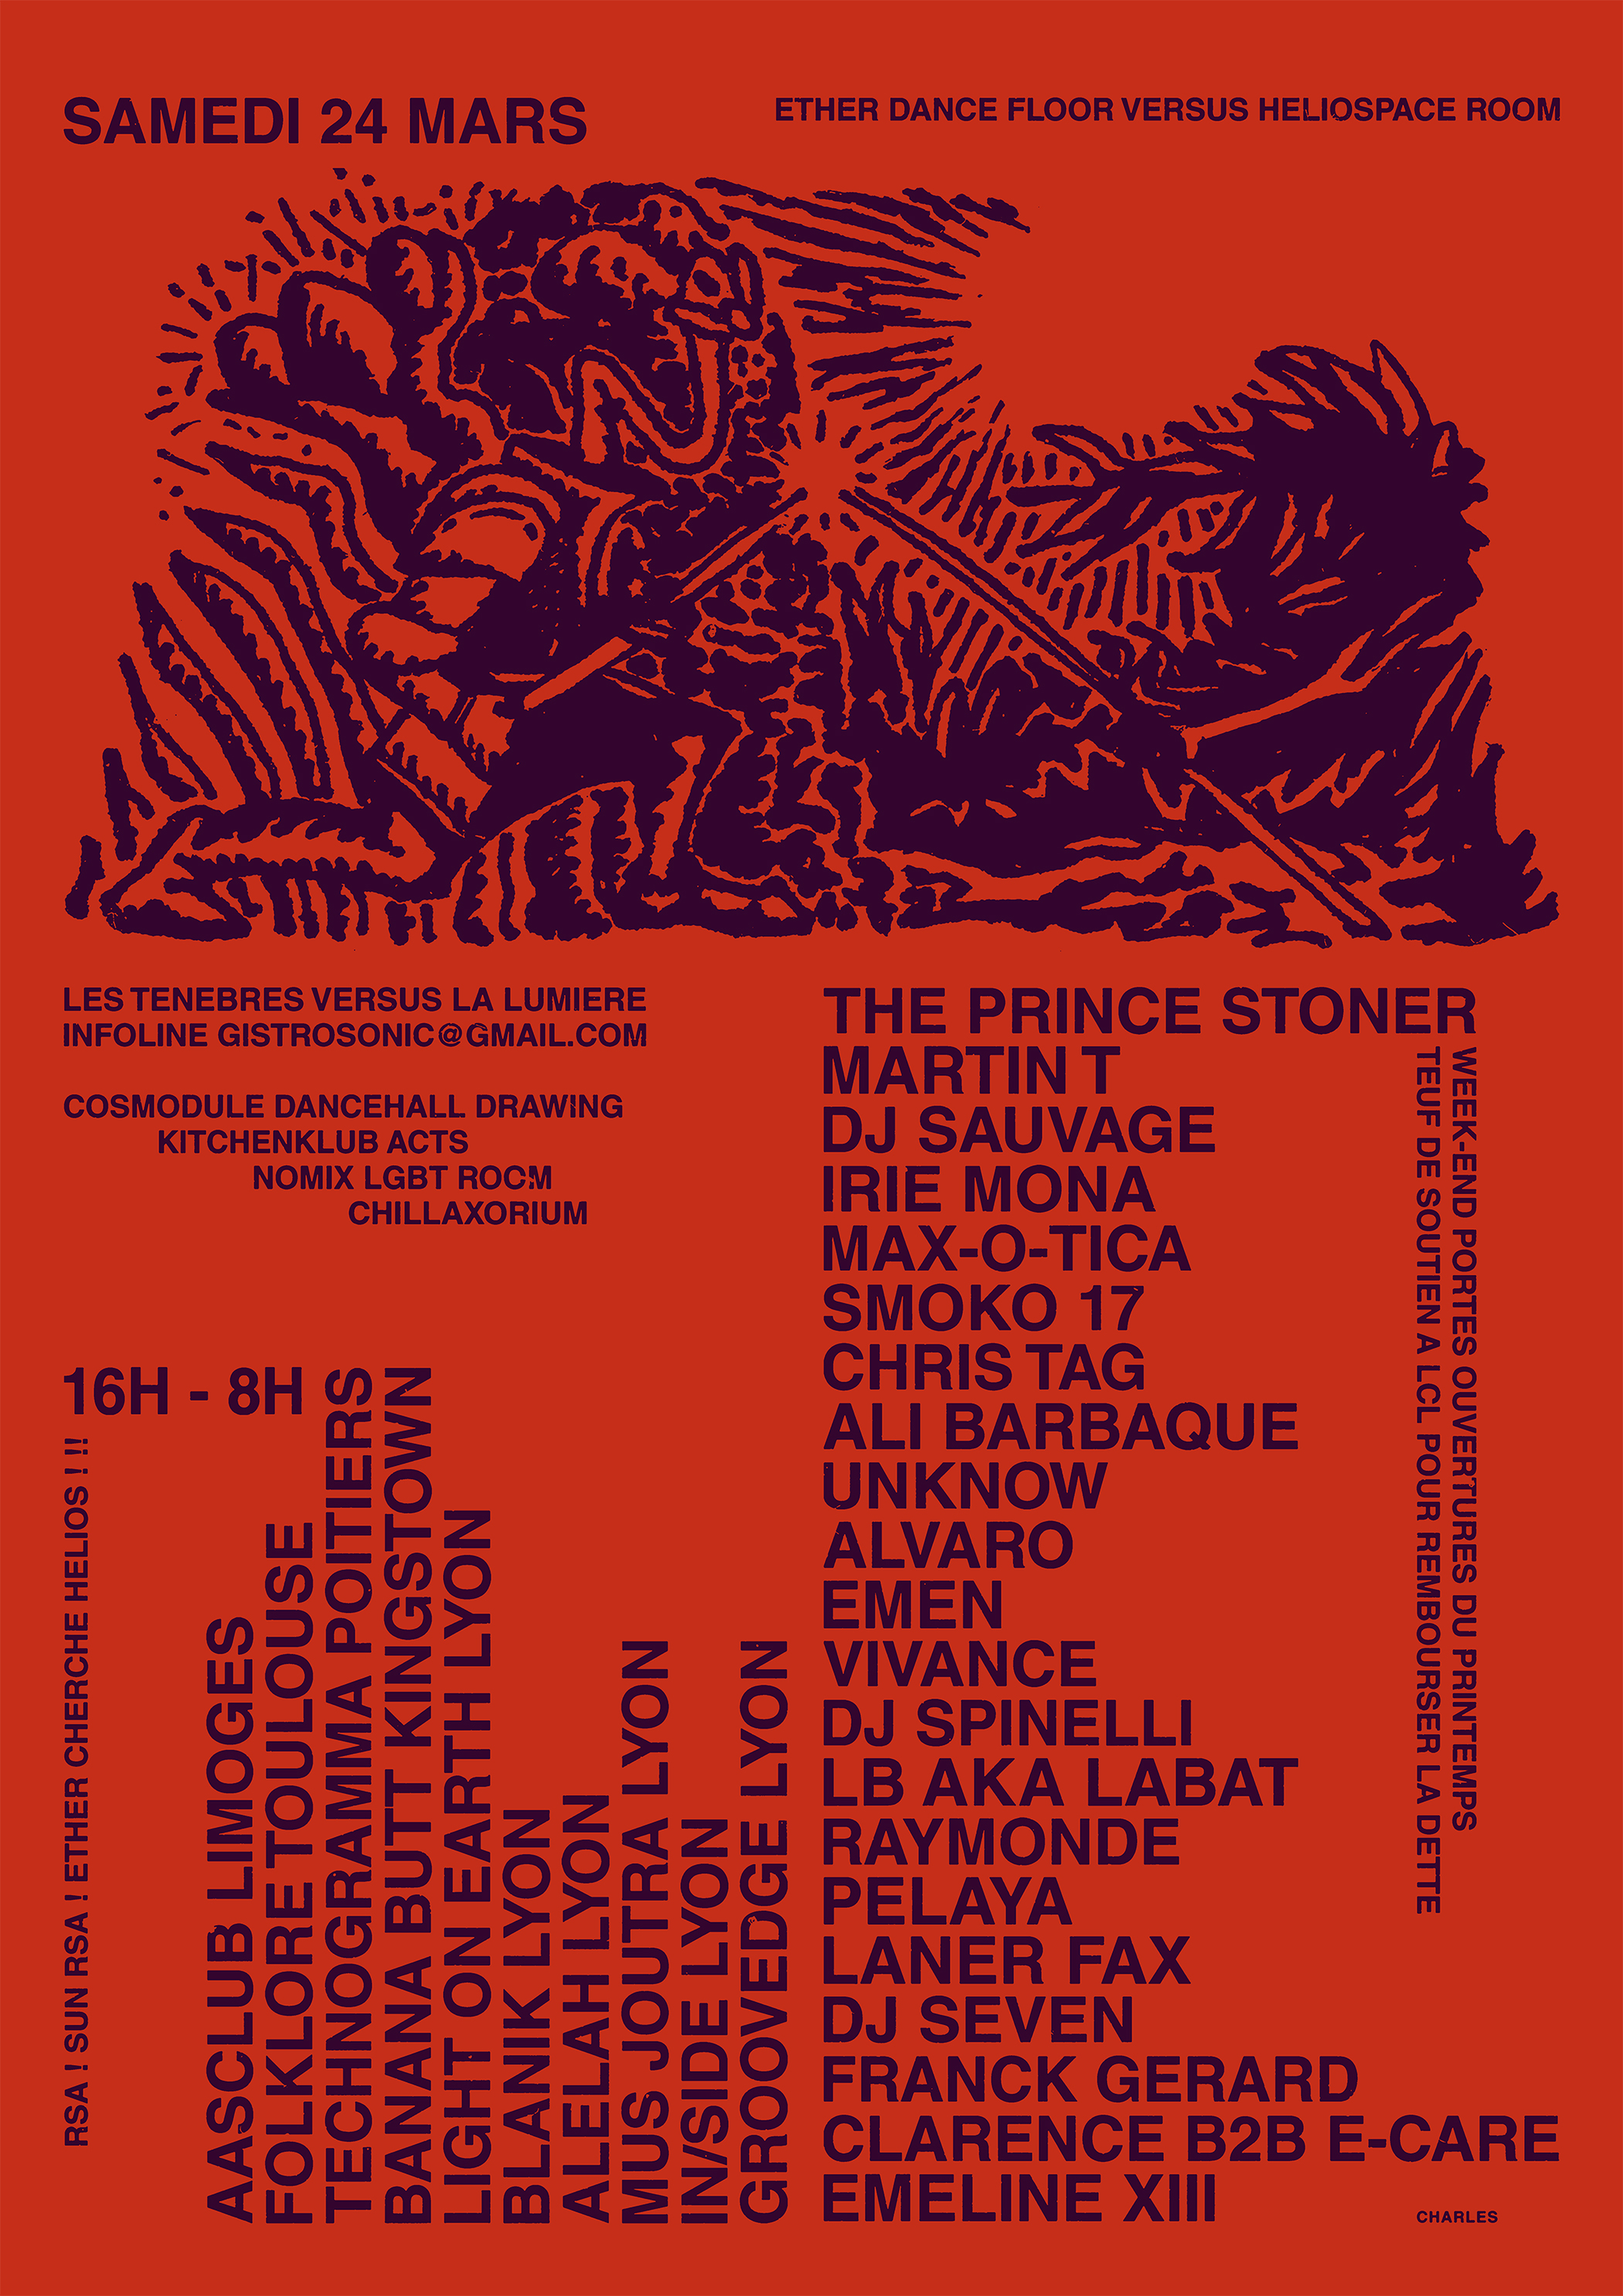 SAMEDI 24 MARS
ETHER DANCE FLOOR VERSUS HELIOSPACE ROOM
LES TENEBRES VERSUS LA LUMIERE
INFOLINE GISTROSONIC@GMAIL.COM
COSMODULE DANCEHALL DRAWING
KITCHENKLUB ACTS
NOMIX LGBT ROOM
CHILLAXORIUM
16H - 8H
RSA ! SUN RSA ! ETHER CHERCHE HELIOS ! !!
AASCLUB LIMOGES
FOLKLORE TOULOUSE
TECHNOGRAMMA POITIERS
BANANA BUTT KINGSTOWN
LIGHT ON EARTH LYON
BLANIK LYON
ALELAH LYON
MUS JOUTRA LYON
IN/SIDE LYON
GROOVEDGE LYON
THE PRINCE STONER
MARTIN T
DJ SAUVAGE
IRIE MONA
MAX-O-TICA
SMOKO 17
CHRIS TAG
ALI BARBAQUE
UNKNOW
ALVARO
EMEN
VIVANCE
DJ SPINELLI
LB AKA LABAT
RAYMONDE
PELAYA
LANER FAX
DJ SEVEN
FRANCK GERARD
CLARENCE B2B E-CARE
EMELINE XIII
WEEK-END PORTES OUVERTURES DU PRINTEMPS
TEUF DE SOUTIEN A LCL POUR REMBOURSER LA DETTE
CHARLES